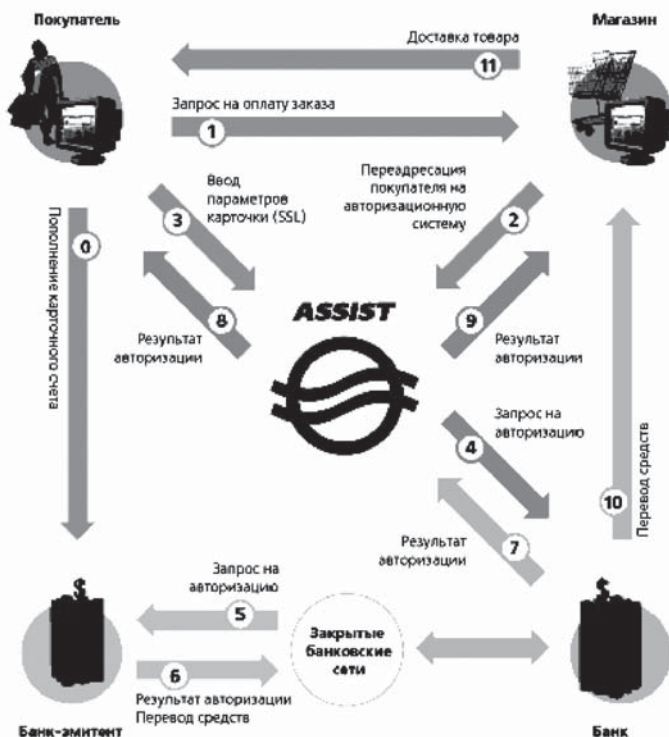 Покупатель
Магазин
Доставка товара
11
Запрос на оплату заказа
1
Ввод
параметров
карточки (SSL)
3
Переадресация
покупателя на
авторизационную
систему
2
0
Пополнение карточного счета
8
Результат
авторизации
ASSIST
9
Результат
авторизации
Запрос на
авторизацию
4
Результат
авторизации
7
10
Перевод средств
$
Запрос на
авторизацию
5
Закрытые
банковские
сети
6
Результат авторизации
Перевод средств
$
Банк-эмитент
Банк